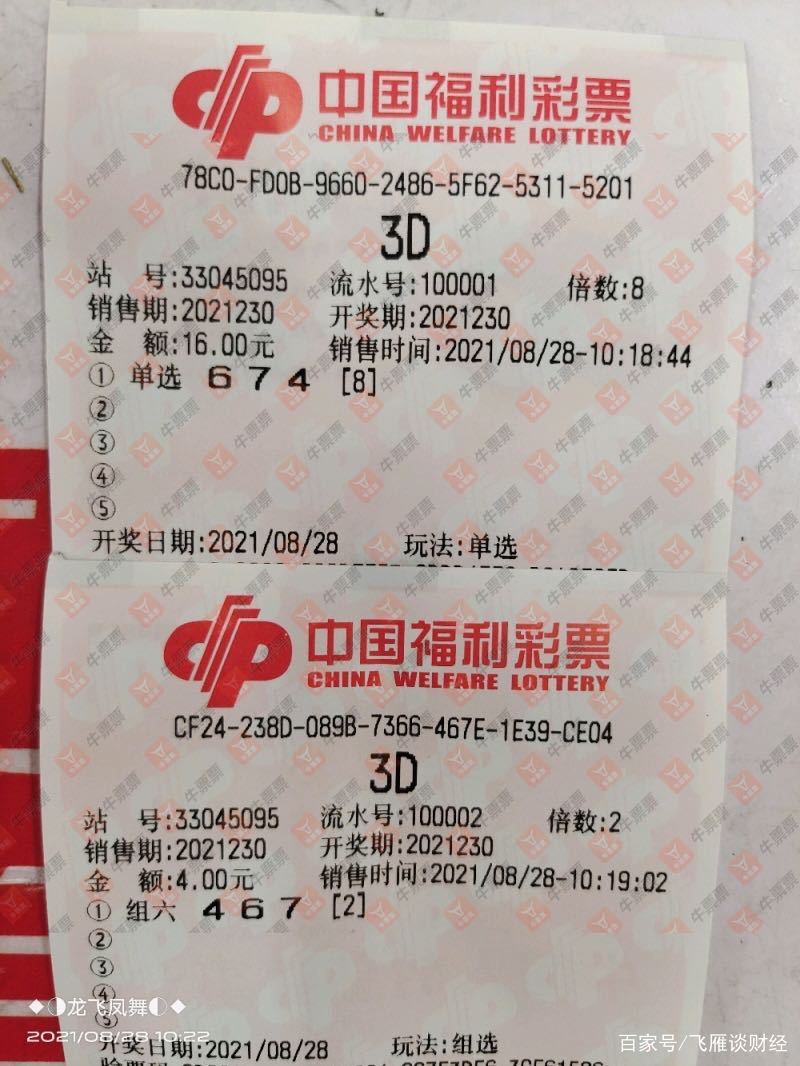 中国福利彩票
CHINA WELFARE LOTTERY
78C0-FD0B-9660-2486-5F62-5311-5201
3D
站 号:33045095 流水号:100001 倍数:8
销售期:2021230 开奖期:2021230
金 额:16.00元 销售时间:2021/08/28-10:18:44
① 单选 6 7 4 [8]
②
③
④
⑤
开奖日期:2021/08/28 玩法:单选
中国福利彩票
CHINA WELFARE LOTTERY
CF24-238D-089B-7366-467E-1E39-CE04
3D
站 号:33045095 流水号:100002 倍数:2
销售期:2021230 开奖期:2021230
金 额:4.00元 销售时间:2021/08/28-10:19:02
① 组六 4 6 7 [2]
②
③
④
⑤
龙飞凤舞
2021/08/28 10:22
开奖日期:2021/08/28 玩法:组选
百家号/飞雁谈财经
牛票票